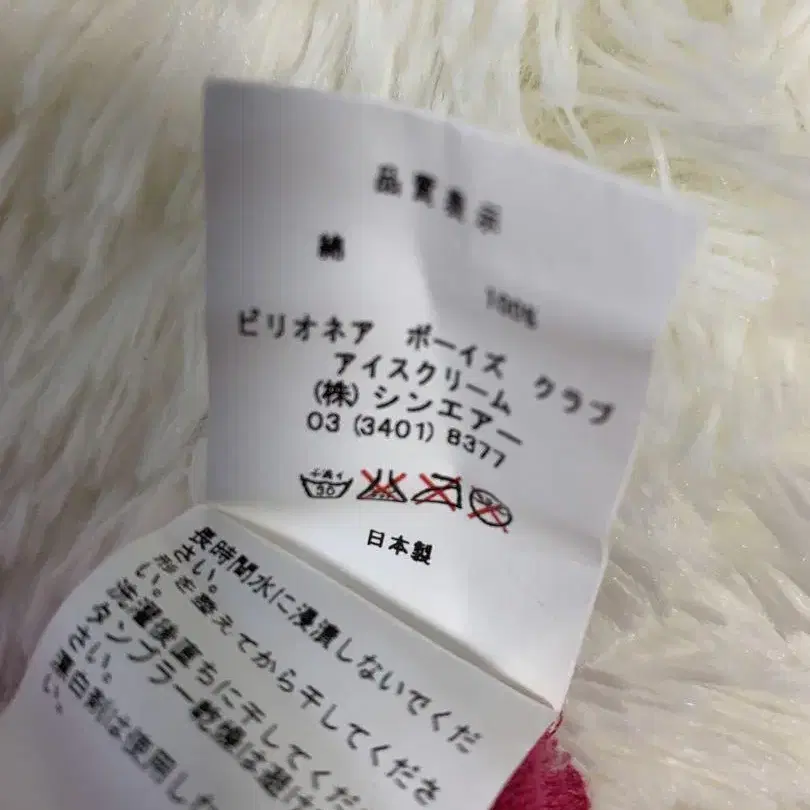 品質表示
綿 100%
ビリオネア ボーイズ クラブ
アイスクリーム
(株) シンエアー
03 (3401) 8377
日本製
長時間水に浸漬しないでくだ
さい。
形を整えてから干してくださ
い。
洗濯後直ちに干してくだ
さい。
タンブラー乾燥は避け
漂白剤は使用しな
い。